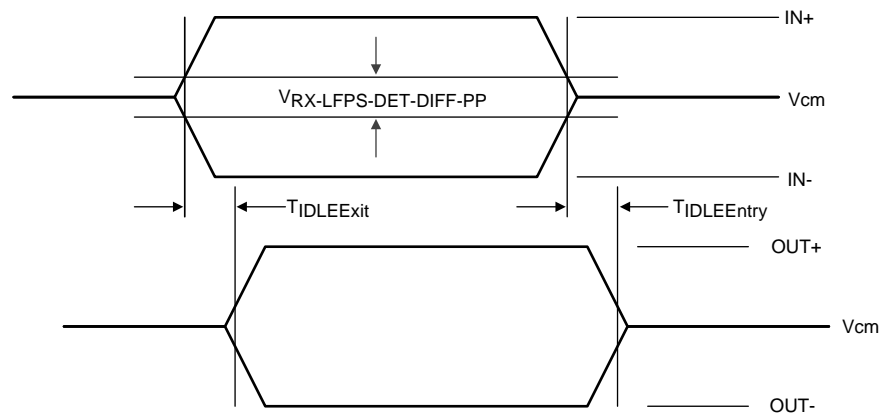 IN+
VRX-LFPS-DET-DIFF-PP
Vcm
IN-
TIDLEExit
TIDLEEntry
OUT+
Vcm
OUT-